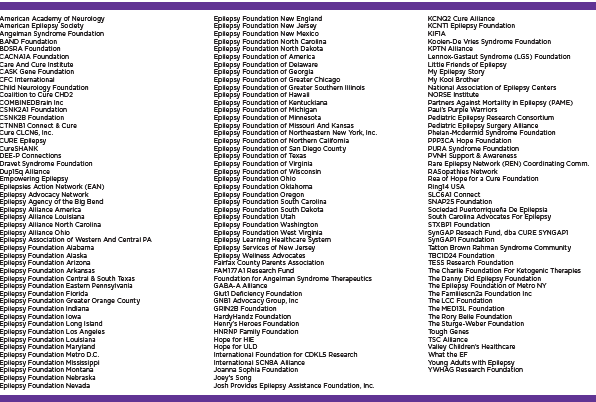 American Academy of Neurology
American Epilepsy Society
Angelman Syndrome Foundation
BAND Foundation
BDSRA Foundation
CACNA1A Foundation
Care And Cure Institute
CASK Gene Foundation
CFC International
Child Neurology Foundation
Coalition to Cure CHD2
COMBINEDBrain Inc
CSNK2A1 Foundation
CSNK2B Foundation
CTNNB1 Connect & Cure
Cure CLCN6, Inc.
CURE Epilepsy
CureSHANK
DEE-P Connections
Dravet Syndrome Foundation
Dup15q Alliance
Empowering Epilepsy
Epilepsies Action Network (EAN)
Epilepsy Advocacy Network
Epilepsy Agency of the Big Bend
Epilepsy Alliance America
Epilepsy Alliance Louisiana
Epilepsy Alliance North Carolina
Epilepsy Alliance Ohio
Epilepsy Association of Western And Central PA
Epilepsy Foundation Alabama
Epilepsy Foundation Alaska
Epilepsy Foundation Arizona
Epilepsy Foundation Arkansas
Epilepsy Foundation Central & South Texas
Epilepsy Foundation Eastern Pennsylvania
Epilepsy Foundation Florida
Epilepsy Foundation Greater Orange County
Epilepsy Foundation Indiana
Epilepsy Foundation Iowa
Epilepsy Foundation Long Island
Epilepsy Foundation Los Angeles
Epilepsy Foundation Louisiana
Epilepsy Foundation Maryland
Epilepsy Foundation Metro D.C.
Epilepsy Foundation Mississippi
Epilepsy Foundation Montana
Epilepsy Foundation Nebraska
Epilepsy Foundation Nevada
Epilepsy Foundation New England
Epilepsy Foundation New Jersey
Epilepsy Foundation New Mexico
Epilepsy Foundation North Carolina
Epilepsy Foundation North Dakota
Epilepsy Foundation of America
Epilepsy Foundation of Delaware
Epilepsy Foundation of Georgia
Epilepsy Foundation of Greater Chicago
Epilepsy Foundation of Greater Southern Illinois
Epilepsy Foundation of Hawaii
Epilepsy Foundation of Kentuckiana
Epilepsy Foundation of Michigan
Epilepsy Foundation of Minnesota
Epilepsy Foundation of Missouri And Kansas
Epilepsy Foundation of Northeastern New York, Inc.
Epilepsy Foundation of Northern California
Epilepsy Foundation of San Diego County
Epilepsy Foundation of Texas
Epilepsy Foundation of Virginia
Epilepsy Foundation of Wisconsin
Epilepsy Foundation Ohio
Epilepsy Foundation Oklahoma
Epilepsy Foundation Oregon
Epilepsy Foundation South Carolina
Epilepsy Foundation South Dakota
Epilepsy Foundation Utah
Epilepsy Foundation Washington
Epilepsy Foundation West Virginia
Epilepsy Learning Healthcare System
Epilepsy Services of New Jersey
Epilepsy Wellness Advocates
Fairfax County Parents Association
FAM177A1 Research Fund
Foundation for Angelman Syndrome Therapeutics
GABA-A Alliance
Glut1 Deficiency Foundation
GNB1 Advocacy Group, Inc
GRIN2B Foundation
HardyHandz Foundation
Henry's Heroes Foundation
HNRNP Family Foundation
Hope for HIE
Hope for ULD
International Foundation for CDKL5 Research
International SCN8A Alliance
Joanna Sophia Foundation
Joey's Song
Josh Provides Epilepsy Assistance Foundation, Inc.
KCNQ2 Cure Alliance
KCNT1 Epilepsy Foundation
KIF1A
Koolen-De Vries Syndrome Foundation
KPTN Alliance
Lennox-Gastaut Syndrome (LGS) Foundation
Little Friends of Epilepsy
My Epilepsy Story
My Kool Brother
National Association of Epilepsy Centers
NORSE Institute
Partners Against Mortality in Epilepsy (PAME)
Paul's Purple Warriors
Pediatric Epilepsy Research Consortium
Pediatric Epilepsy Surgery Alliance
Phelan-Mcdermid Syndrome Foundation
PPP3CA Hope Foundation
PURA Syndrome Foundation
PVNH Support & Awareness
Rare Epilepsy Network (REN) Coordinating Comm.
RASopathies Network
Rea of Hope for a Cure Foundation
Ring14 USA
SLC6A1 Connect
SNAP25 Foundation
Sociedad Puertorriqueña De Epilepsia
South Carolina Advocates For Epilepsy
STXBP1 Foundation
SynGAP Research Fund, dba CURE SYNGAP1
SynGAP1 Foundation
Tatton Brown Rahman Syndrome Community
TBC1D24 Foundation
TESS Research Foundation
The Charlie Foundation For Ketogenic Therapies
The Danny Did Epilepsy Foundation
The Epilepsy Foundation of Metro NY
The FamilieScn2a Foundation Inc
The LCC Foundation
The MED13L Foundation
The Rory Belle Foundation
The Sturge-Weber Foundation
Tough Genes
TSC Alliance
Valley Children's Healthcare
What the EF
Young Adults with Epilepsy
YWHAG Research Foundation